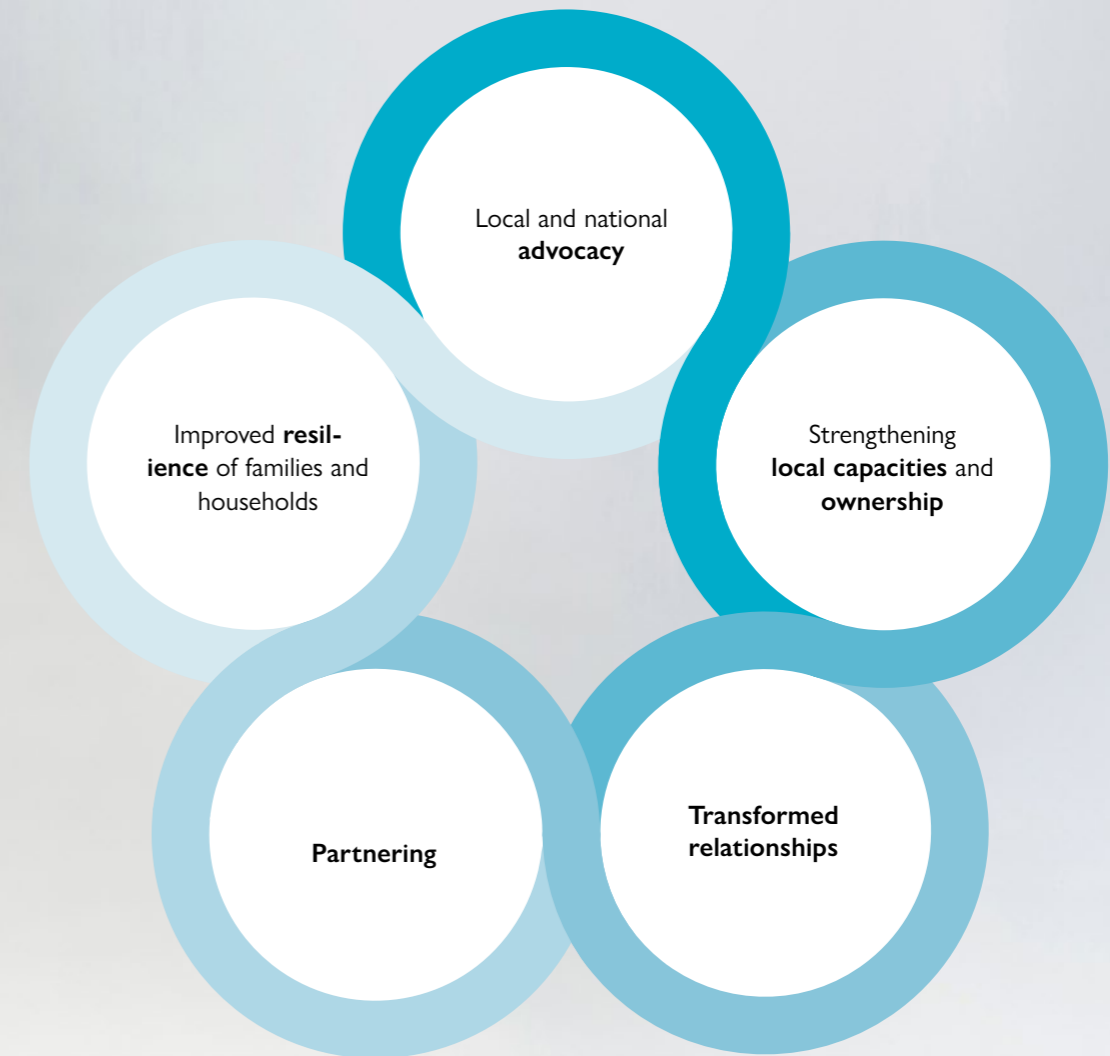 Local and national
advocacy
Strengthening
local capacities and
ownership
Transformed
relationships
Partnering
Improved resil-
ience of families and
households